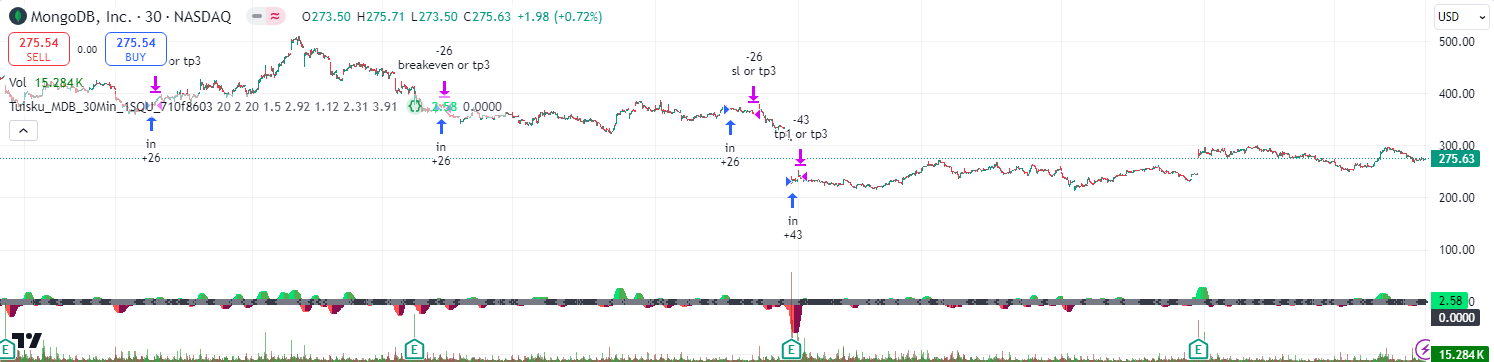 MongoDB, Inc. · 30 · NASDAQ O273.50 H275.71 L273.50 C275.63 +1.98 (+0.72%)
USD
275.54 SELL
0.00
275.54 BUY
Vol 15.284K
or tp3
Tutsku_MDB_30Min_1SQU_710f8603 20 2 20 1.5 2.92 1.12 2.31 3.91 2.58 0.0000
in
+26
-26
breakeven or tp3
in
+26
-26
sl or tp3
in
+26
-43
tp1 or tp3
in
+43
500.00
400.00
300.00
275.63
200.00
100.00
2.58
0
0.0000
15.284K
E
E
E
E